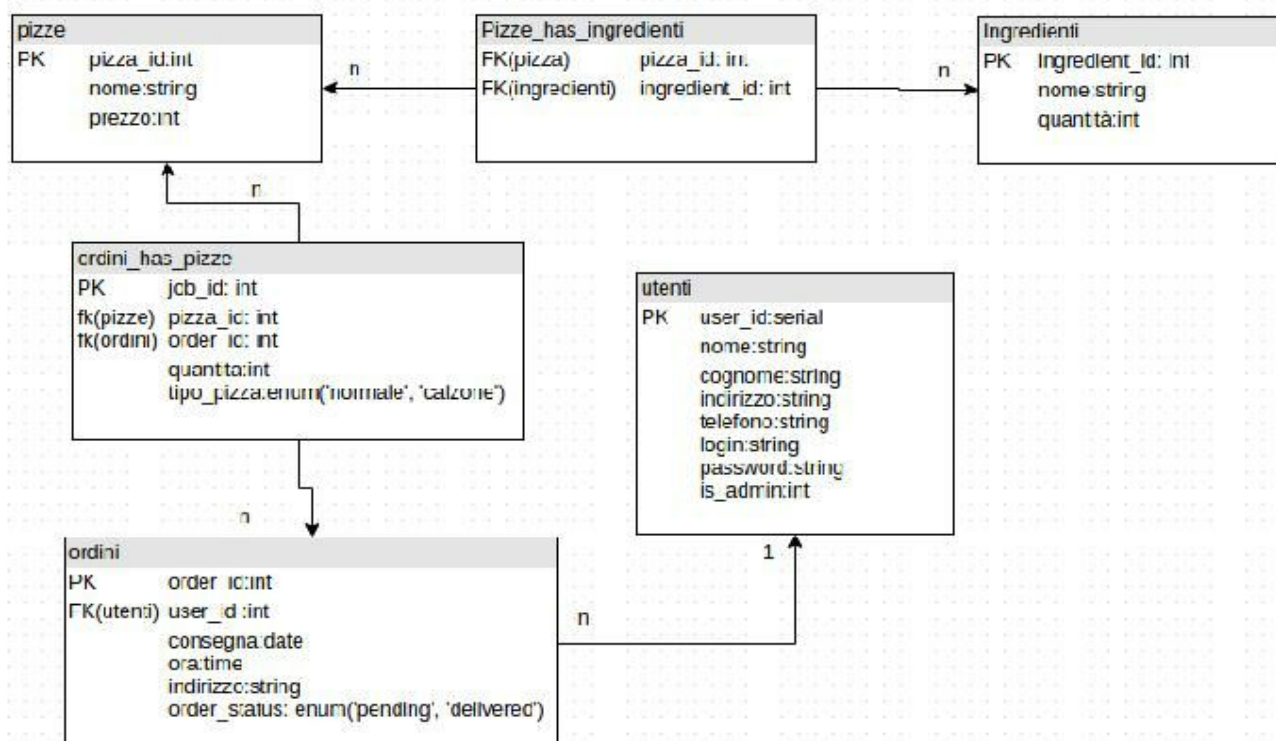 pizze
PK pizza_id:int
nome:string
prezzo:int
n
Pizze_has_ingredienti
FK(pizza) pizza_id: int
FK(ingredienti) ingredient_id: int
n
Ingredienti
PK Ingredient_Id: Int
nome:string
quantità:int
n
ordini_has_pizze
PK job_id: int
fk(pizze) pizza_id: int
fk(ordini) order_id: int
quantita:int
tipo_pizza:enum('normale', 'calzone')
n
utenti
PK user_id:serial
nome:string
cognome:string
indirizzo:string
telefono:string
login:string
password:string
is_admin:int
1
ordini
PK order_id:int
FK(utenti) user_id :int
consegna:date
ora:time
indirizzo:string
order_status: enum('pending', 'delivered')
n